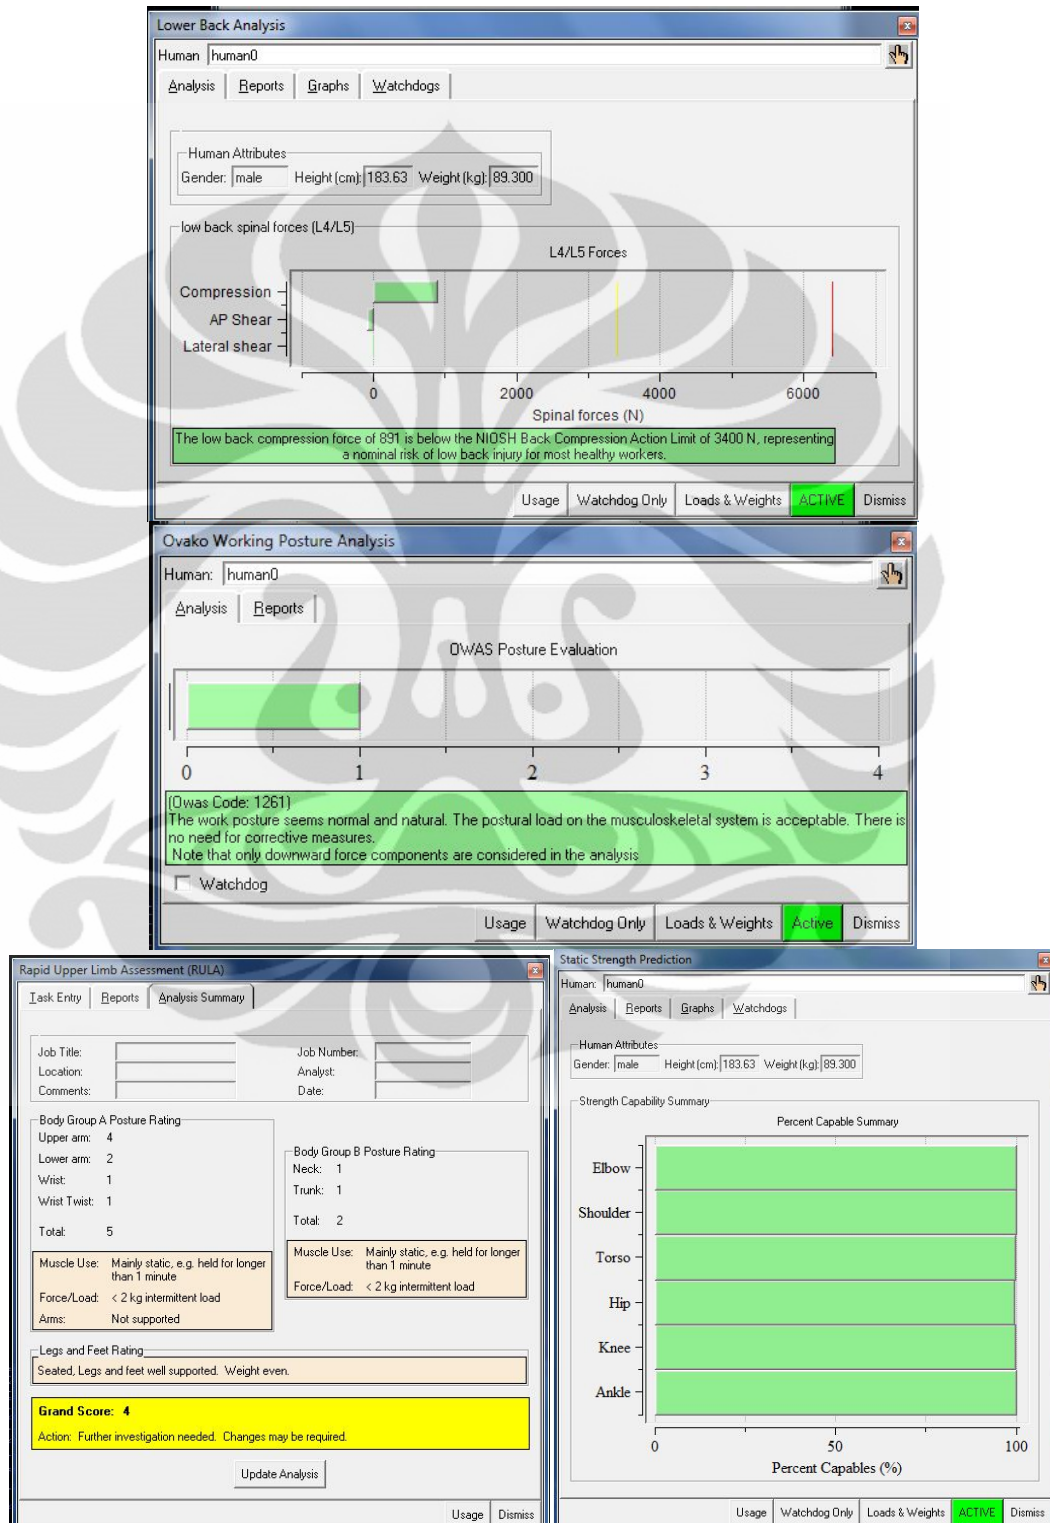 Lower Back Analysis
Human human0
Analysis Reports Graphs Watchdogs
Human Attributes
Gender: male Height (cm): 183.63 Weight (kg): 89.300
low back spinal forces (L4/L5)
L4/L5 Forces
Compression
AP Shear
Lateral shear
0 2000 4000 6000
Spinal forces (N)
The low back compression force of 891 is below the NIOSH Back Compression Action Limit of 3400 N, representing
a nominal risk of low back injury for most healthy workers.
Usage Watchdog Only Loads & Weights ACTIVE Dismiss
Ovako Working Posture Analysis
Human: human0
Analysis Reports
OWAS Posture Evaluation
0 1 2 3 4
(Owas Code: 1261)
The work posture seems normal and natural. The postural load on the musculoskeletal system is acceptable. There is
no need for corrective measures.
Note that only downward force components are considered in the analysis
Watchdog
Usage Watchdog Only Loads & Weights Active Dismiss
Rapid Upper Limb Assessment (RULA)
Task Entry Reports Analysis Summary
Job Title: Job Number:
Location: Analyst:
Comments: Date:
Body Group A Posture Rating
Upper arm: 4
Lower arm: 2
Wrist: 1
Wrist Twist: 1
Total: 5
Muscle Use: Mainly static, e.g. held for longer
than 1 minute
Force/Load: < 2 kg intermittent load
Arms: Not supported
Body Group B Posture Rating
Neck: 1
Trunk: 1
Total: 2
Muscle Use: Mainly static, e.g. held for longer
than 1 minute
Force/Load: < 2 kg intermittent load
Legs and Feet Rating
Seated, Legs and feet well supported. Weight even.
Grand Score: 4
Action: Further investigation needed. Changes may be required.
Update Analysis
Usage Dismiss
Static Strength Prediction
Human: human0
Analysis Reports Graphs Watchdogs
Human Attributes
Gender: male Height (cm): 183.63 Weight (kg): 89.300
Strength Capability Summary
Percent Capable Summary
Elbow
Shoulder
Torso
Hip
Knee
Ankle
0 50 100
Percent Capables (%)
Usage Watchdog Only Loads & Weights ACTIVE Dismiss